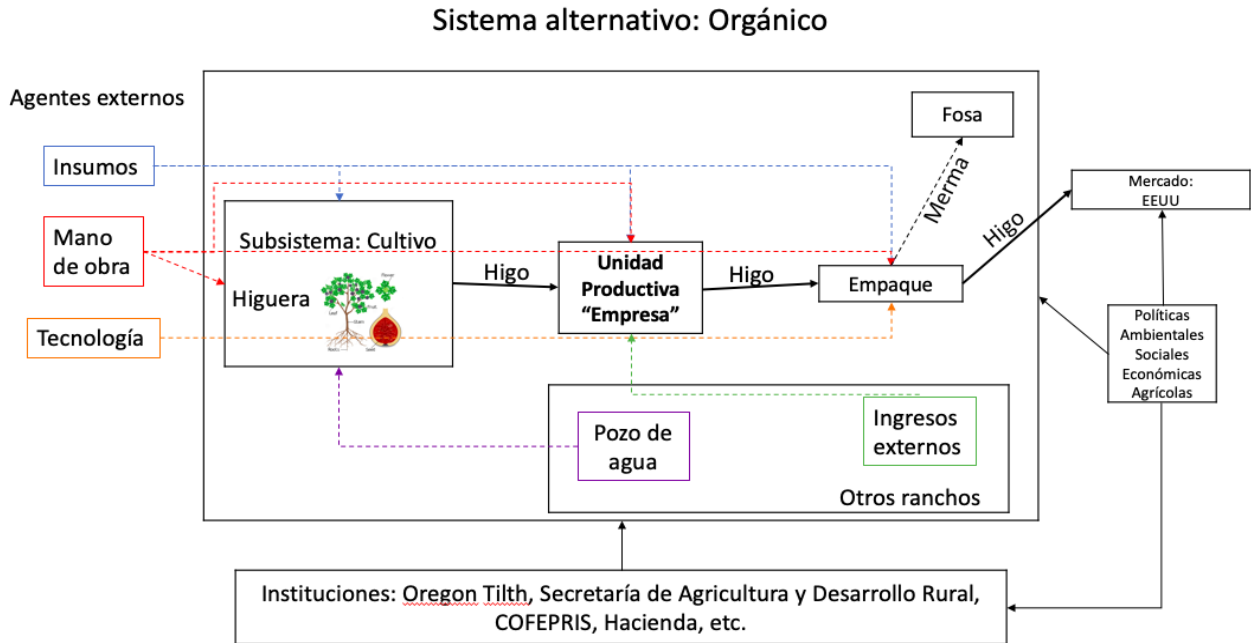 Sistema alternativo: Orgánico
Agentes externos
Fosa
Insumos
Merma
Mercado:
EEUU
Mano
de obra
Subsistema: Cultivo
Higo
Unidad
Productiva
“Empresa”
Higo
Empaque
Higo
Higuera
Tecnología
Políticas
Ambientales
Sociales
Económicas
Agrícolas
Pozo de
agua
Ingresos
externos
Otros ranchos
Instituciones: Oregon Tilth, Secretaría de Agricultura y Desarrollo Rural,
COFEPRIS, Hacienda, etc.